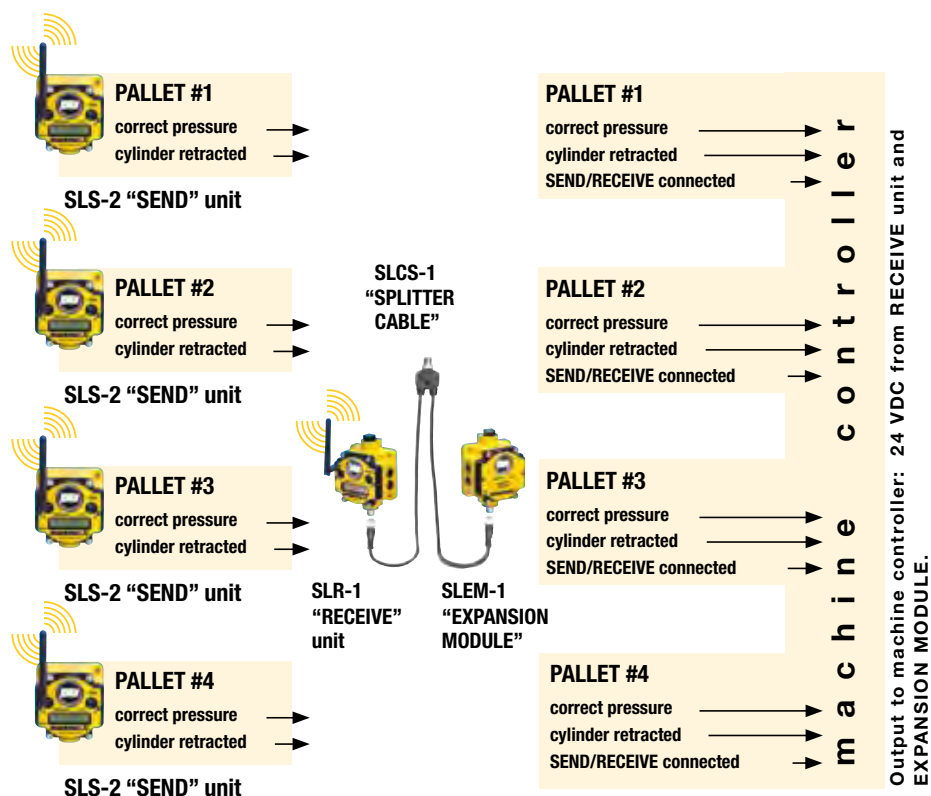 PALLET #1
correct pressure
cylinder retracted
SLS-2 “SEND” unit
PALLET #2
correct pressure
cylinder retracted
SLS-2 “SEND” unit
PALLET #3
correct pressure
cylinder retracted
SLS-2 “SEND” unit
PALLET #4
correct pressure
cylinder retracted
SLS-2 “SEND” unit
SLCS-1
“SPLITTER
CABLE”
SLR-1
“RECEIVE”
unit
SLEM-1
“EXPANSION
MODULE”
PALLET #1
correct pressure
cylinder retracted
SEND/RECEIVE connected
PALLET #2
correct pressure
cylinder retracted
SEND/RECEIVE connected
PALLET #3
correct pressure
cylinder retracted
SEND/RECEIVE connected
PALLET #4
correct pressure
cylinder retracted
SEND/RECEIVE connected
machine controller
Output to machine controller: 24 VDC from RECEIVE unit and
EXPANSION MODULE.